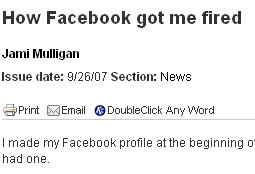 How Facebook got me fired
Jami Mulligan
Issue date: 9/26/07 Section: News
Print Email DoubleClick Any Word
I made my Facebook profile at the beginning of
had one.